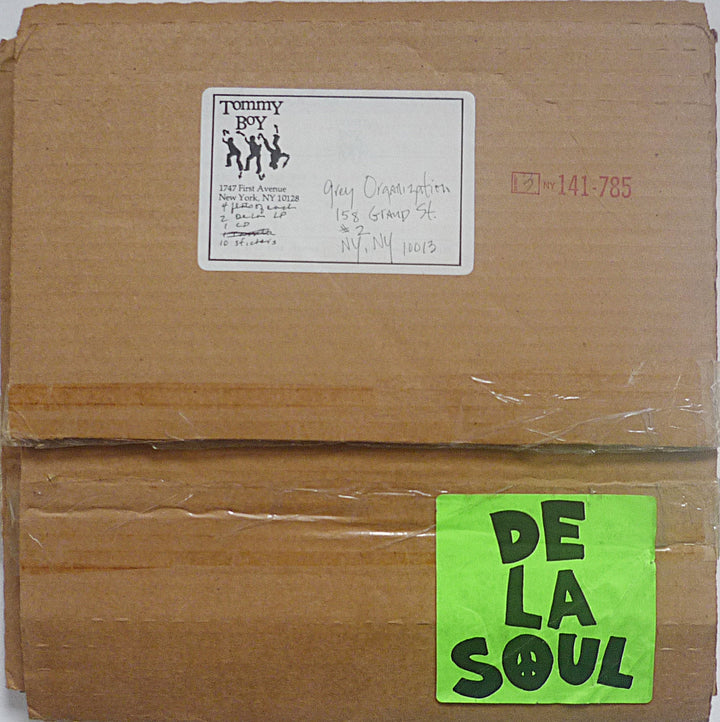 Tommy
Boy
1747 First Avenue
New York, NY 10128
2 De La LP
1 CD
10 stickers
Grey Organization
158 Grand St.
# 2
NY, NY 10013
NY 141-785
DE
LA
SOUL